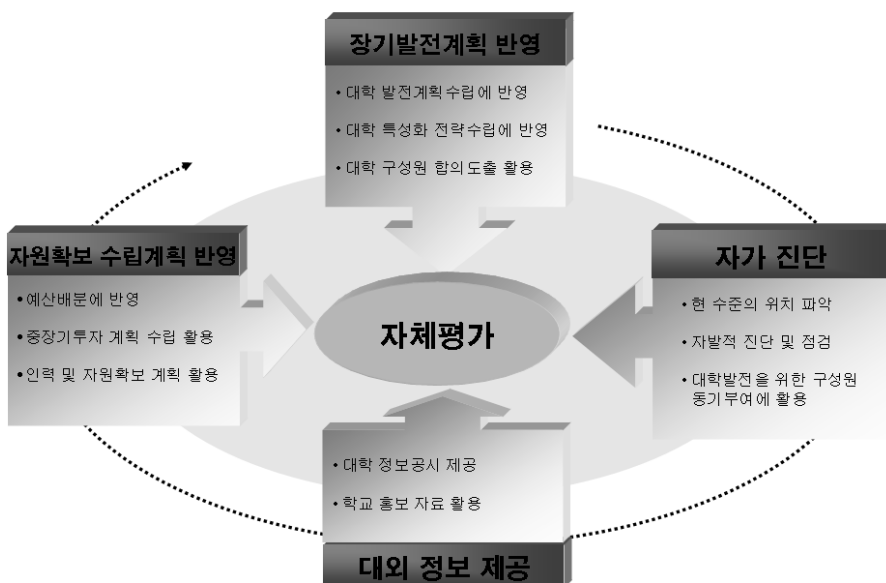 장기발전계획 반영
• 대학 발전계획수립에 반영
• 대학 특성화 전략수립에 반영
• 대학 구성원 합의도출 활용
자원확보 수립계획 반영
• 예산배분에 반영
• 중장기투자 계획 수립 활용
• 인력 및 자원확보 계획 활용
자체평가
자가 진단
• 현 수준의 위치 파악
• 자발적 진단 및 점검
• 대학발전을 위한 구성원
동기부여에 활용
• 대학 정보공시 제공
• 학교 홍보 자료 활용
대외 정보 제공